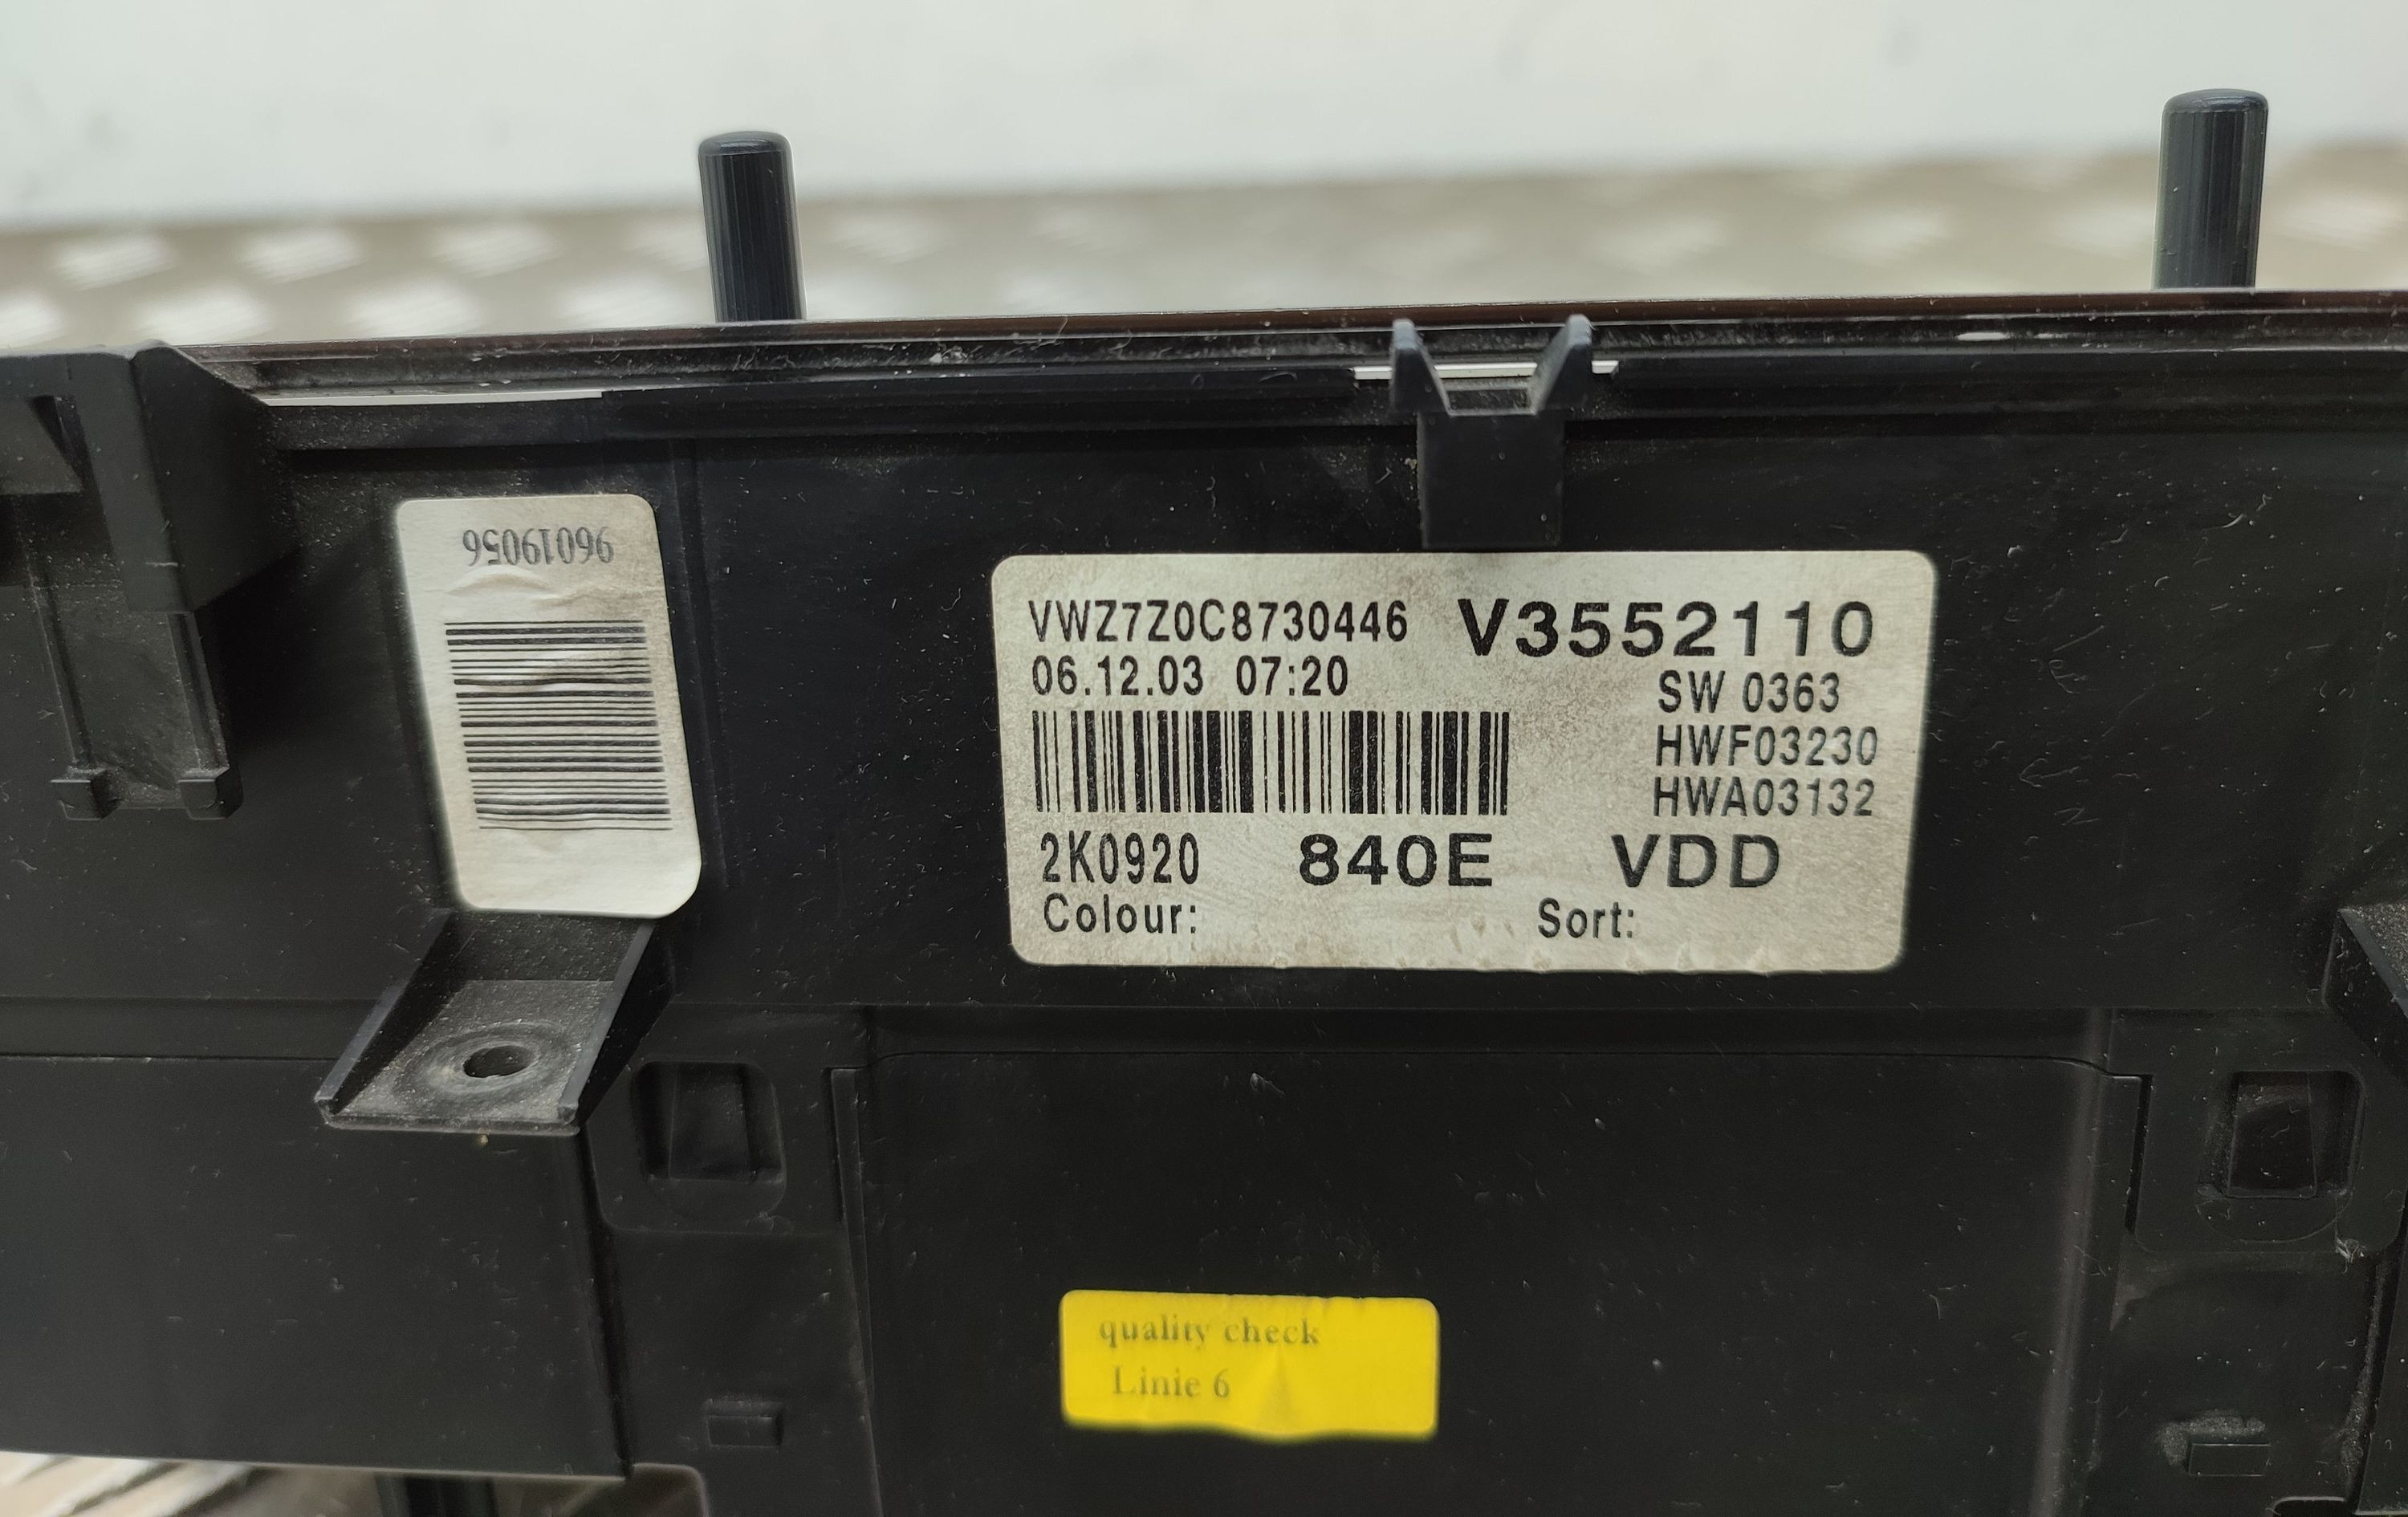 96019056
VWZ7Z0C8730446 V3552110
06.12.03 07:20 SW 0363
HWF03230
HWA03132
2K0920 840E VDD
Colour: Sort:
quality check
Linie 6